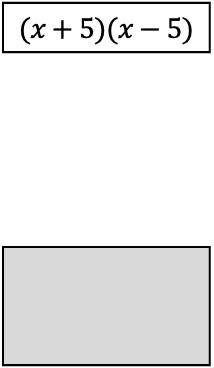 (x + 5)(x − 5)